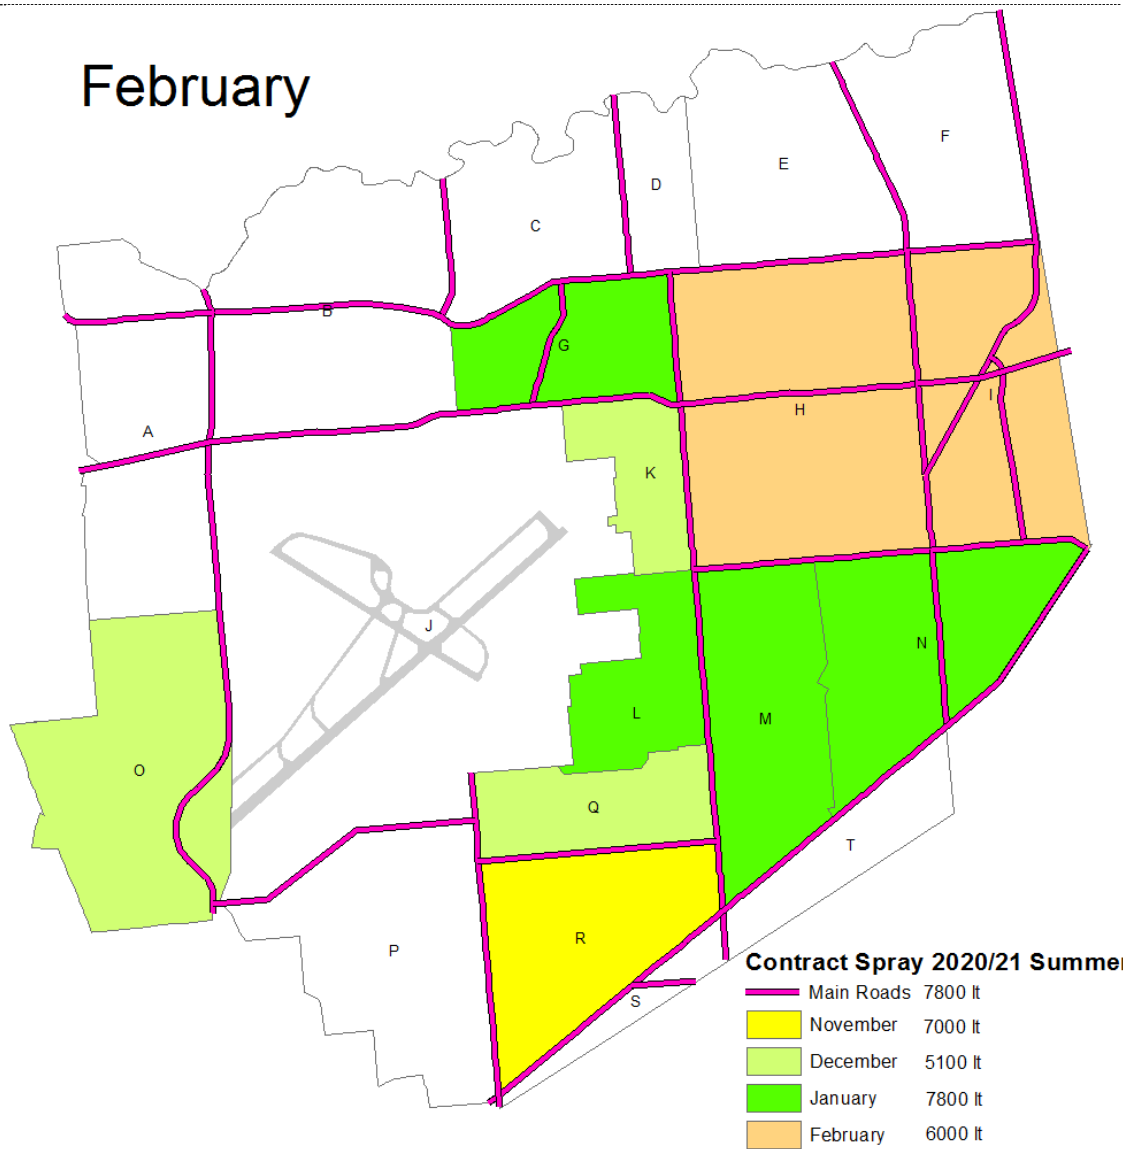 February
F
E
D
C
B
G
H
I
A
K
J
N
L
M
O
Q
T
R
P
S
Contract Spray 2020/21 Summer
Main Roads 7800 lt
November 7000 lt
December 5100 lt
January 7800 lt
February 6000 lt